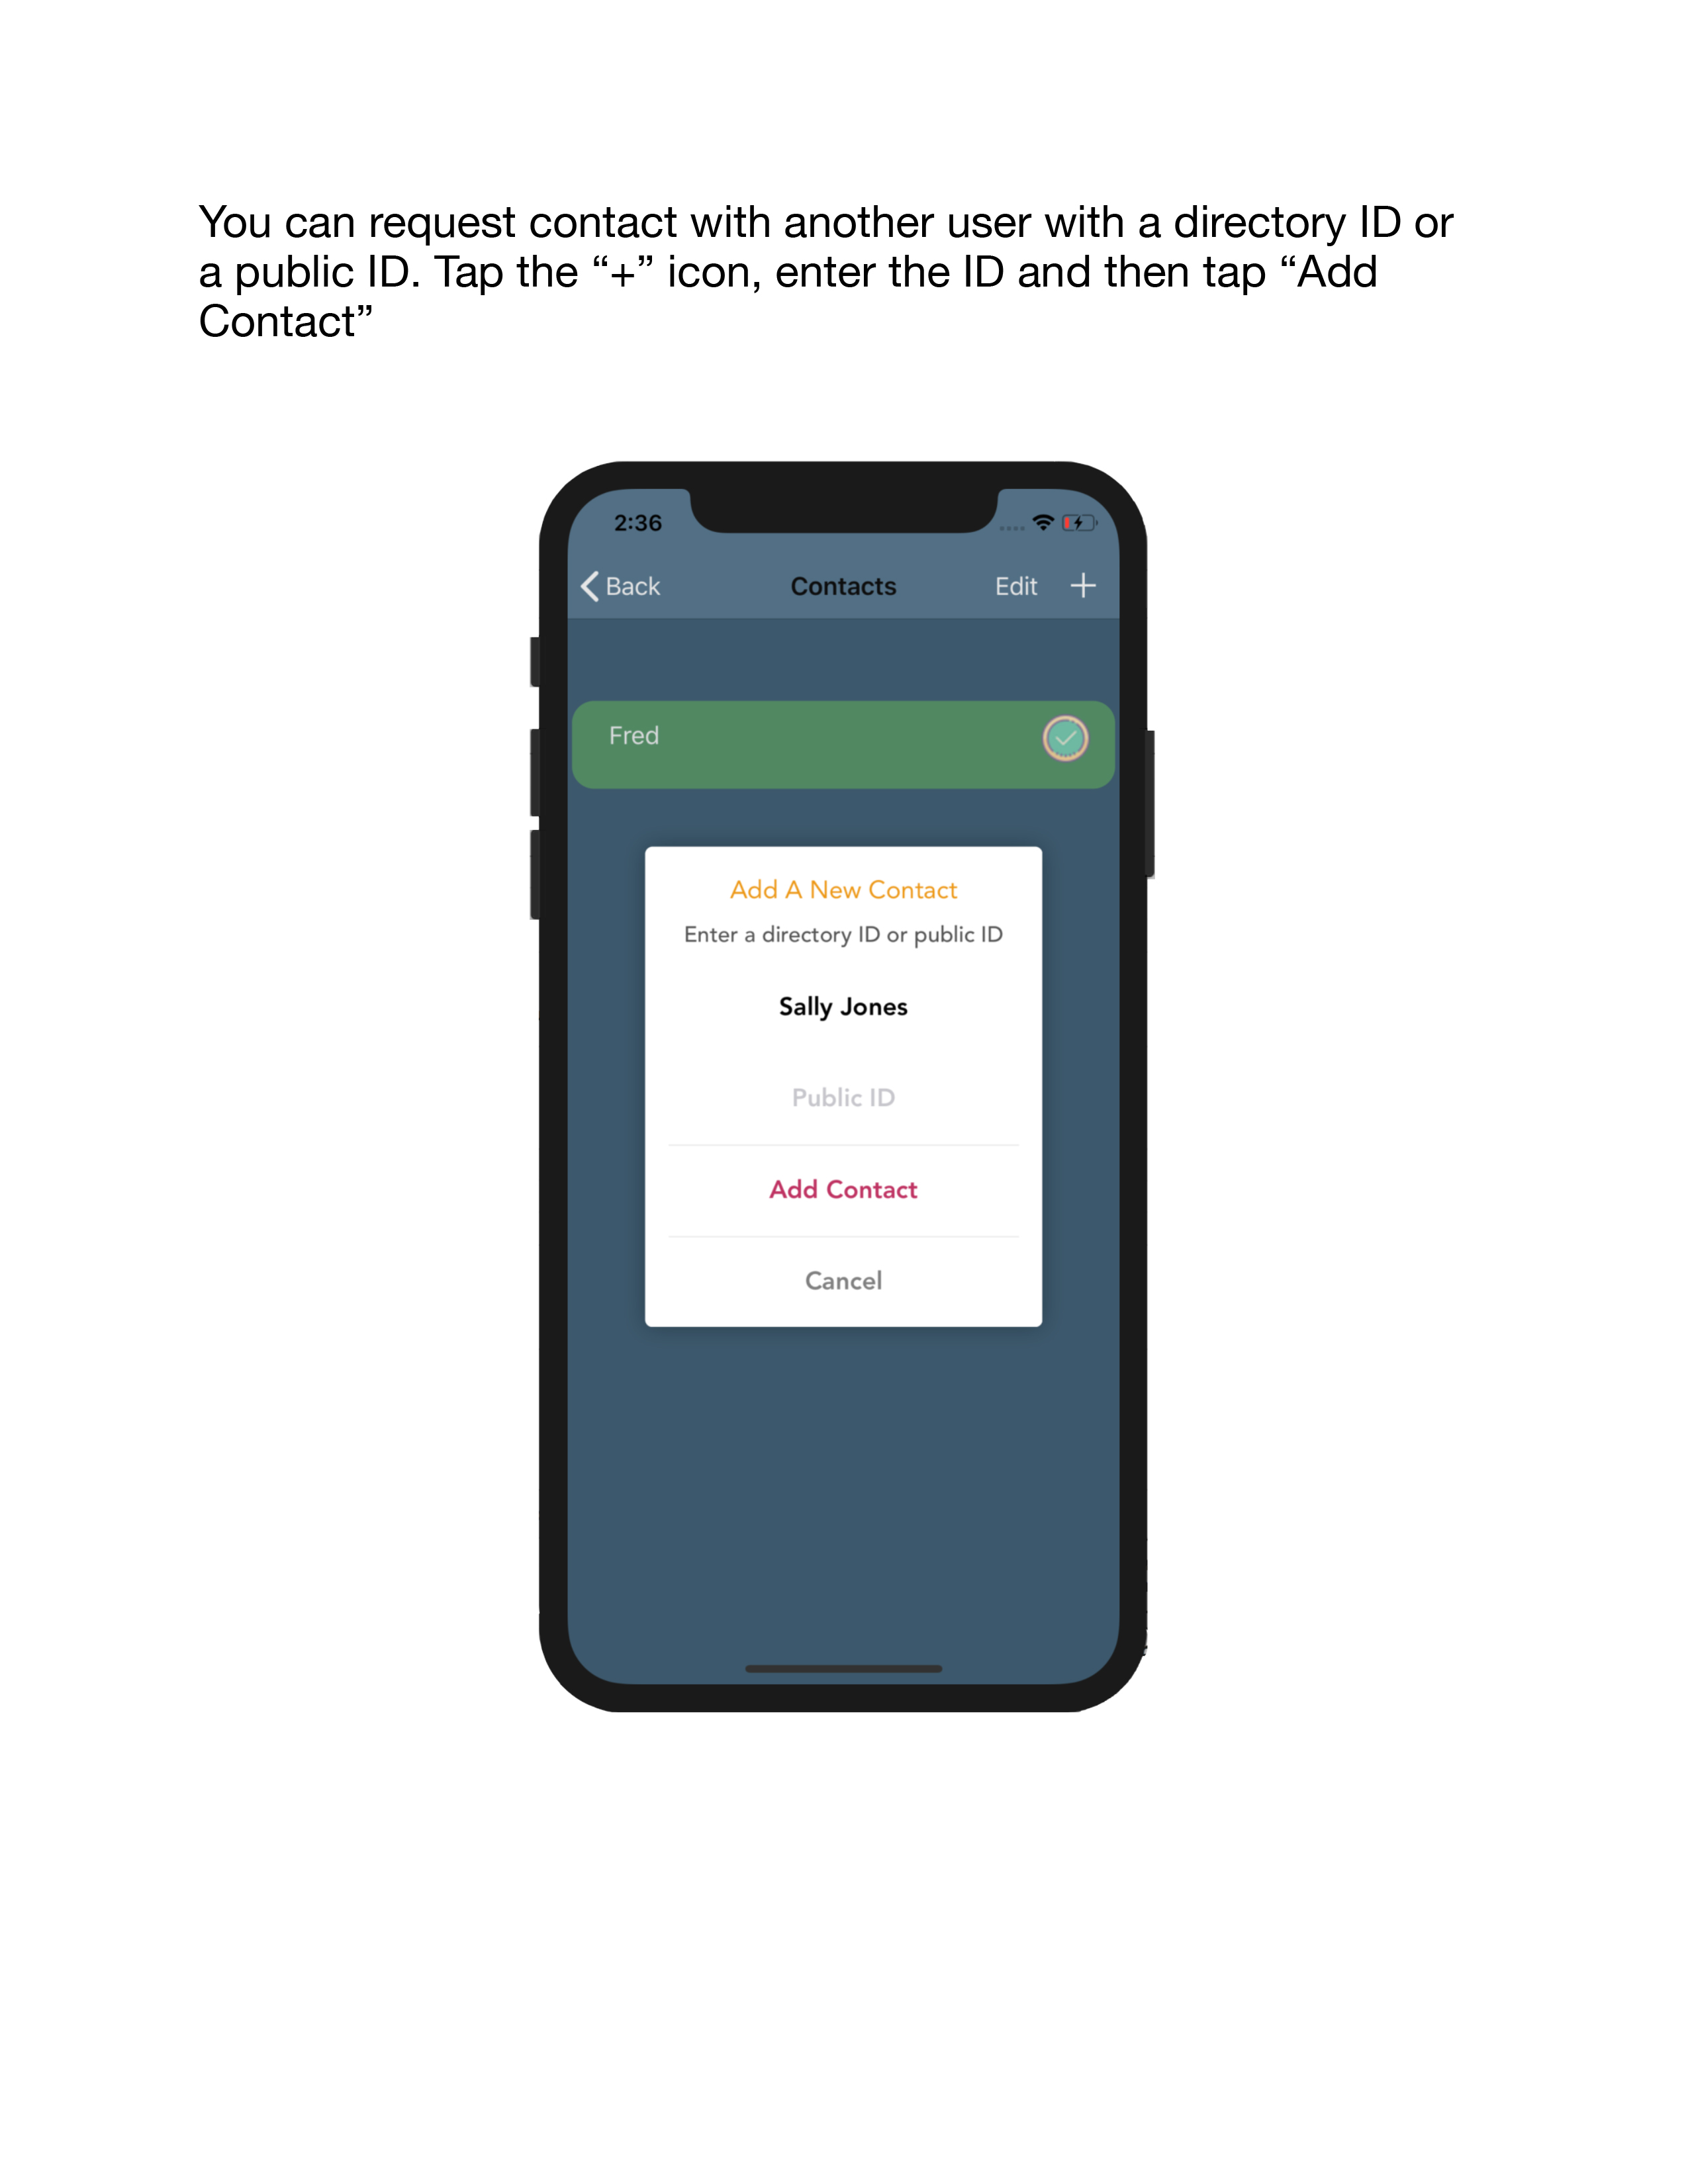 You can request contact with another user with a directory ID or
a public ID. Tap the “+” icon, enter the ID and then tap “Add
Contact”
2:36
Back Contacts Edit +
Fred
Add A New Contact
Enter a directory ID or public ID
Sally Jones
Public ID
Add Contact
Cancel